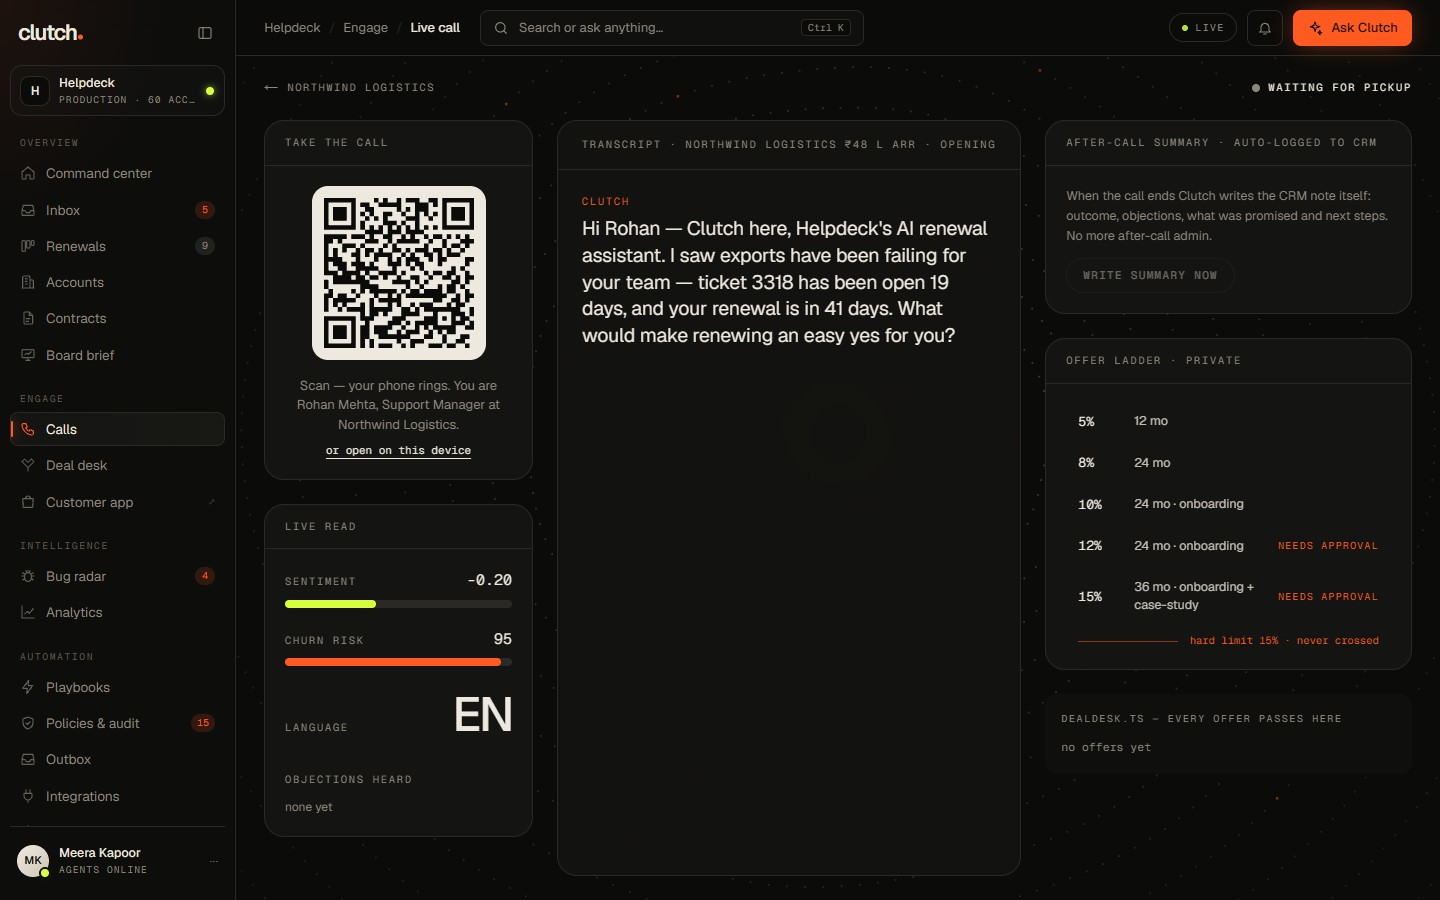 clutch.
H
Helpdeck
PRODUCTION · 60 ACC…
OVERVIEW
Command center
Inbox 5
Renewals 9
Accounts
Contracts
Board brief
ENGAGE
Calls
Deal desk
Customer app ↗
INTELLIGENCE
Bug radar 4
Analytics
AUTOMATION
Playbooks
Policies & audit 15
Outbox
Integrations
MK
Meera Kapoor
AGENTS ONLINE
...
Helpdeck / Engage / Live call
Search or ask anything… Ctrl K
LIVE
Ask Clutch
← NORTHWIND LOGISTICS
WAITING FOR PICKUP
TAKE THE CALL
Scan — your phone rings. You are
Rohan Mehta, Support Manager at
Northwind Logistics.
or open on this device
LIVE READ
SENTIMENT -0.20
CHURN RISK 95
LANGUAGE EN
OBJECTIONS HEARD
none yet
TRANSCRIPT · NORTHWIND LOGISTICS ₹48 L ARR · OPENING
CLUTCH
Hi Rohan — Clutch here, Helpdeck's AI renewal
assistant. I saw exports have been failing for
your team — ticket 3318 has been open 19
days, and your renewal is in 41 days. What
would make renewing an easy yes for you?
AFTER-CALL SUMMARY · AUTO-LOGGED TO CRM
When the call ends Clutch writes the CRM note itself:
outcome, objections, what was promised and next steps.
No more after-call admin.
WRITE SUMMARY NOW
OFFER LADDER · PRIVATE
5% 12 mo
8% 24 mo
10% 24 mo · onboarding
12% 24 mo · onboarding NEEDS APPROVAL
15% 36 mo · onboarding +
case-study NEEDS APPROVAL
hard limit 15% · never crossed
DEALDESK.TS — EVERY OFFER PASSES HERE
no offers yet